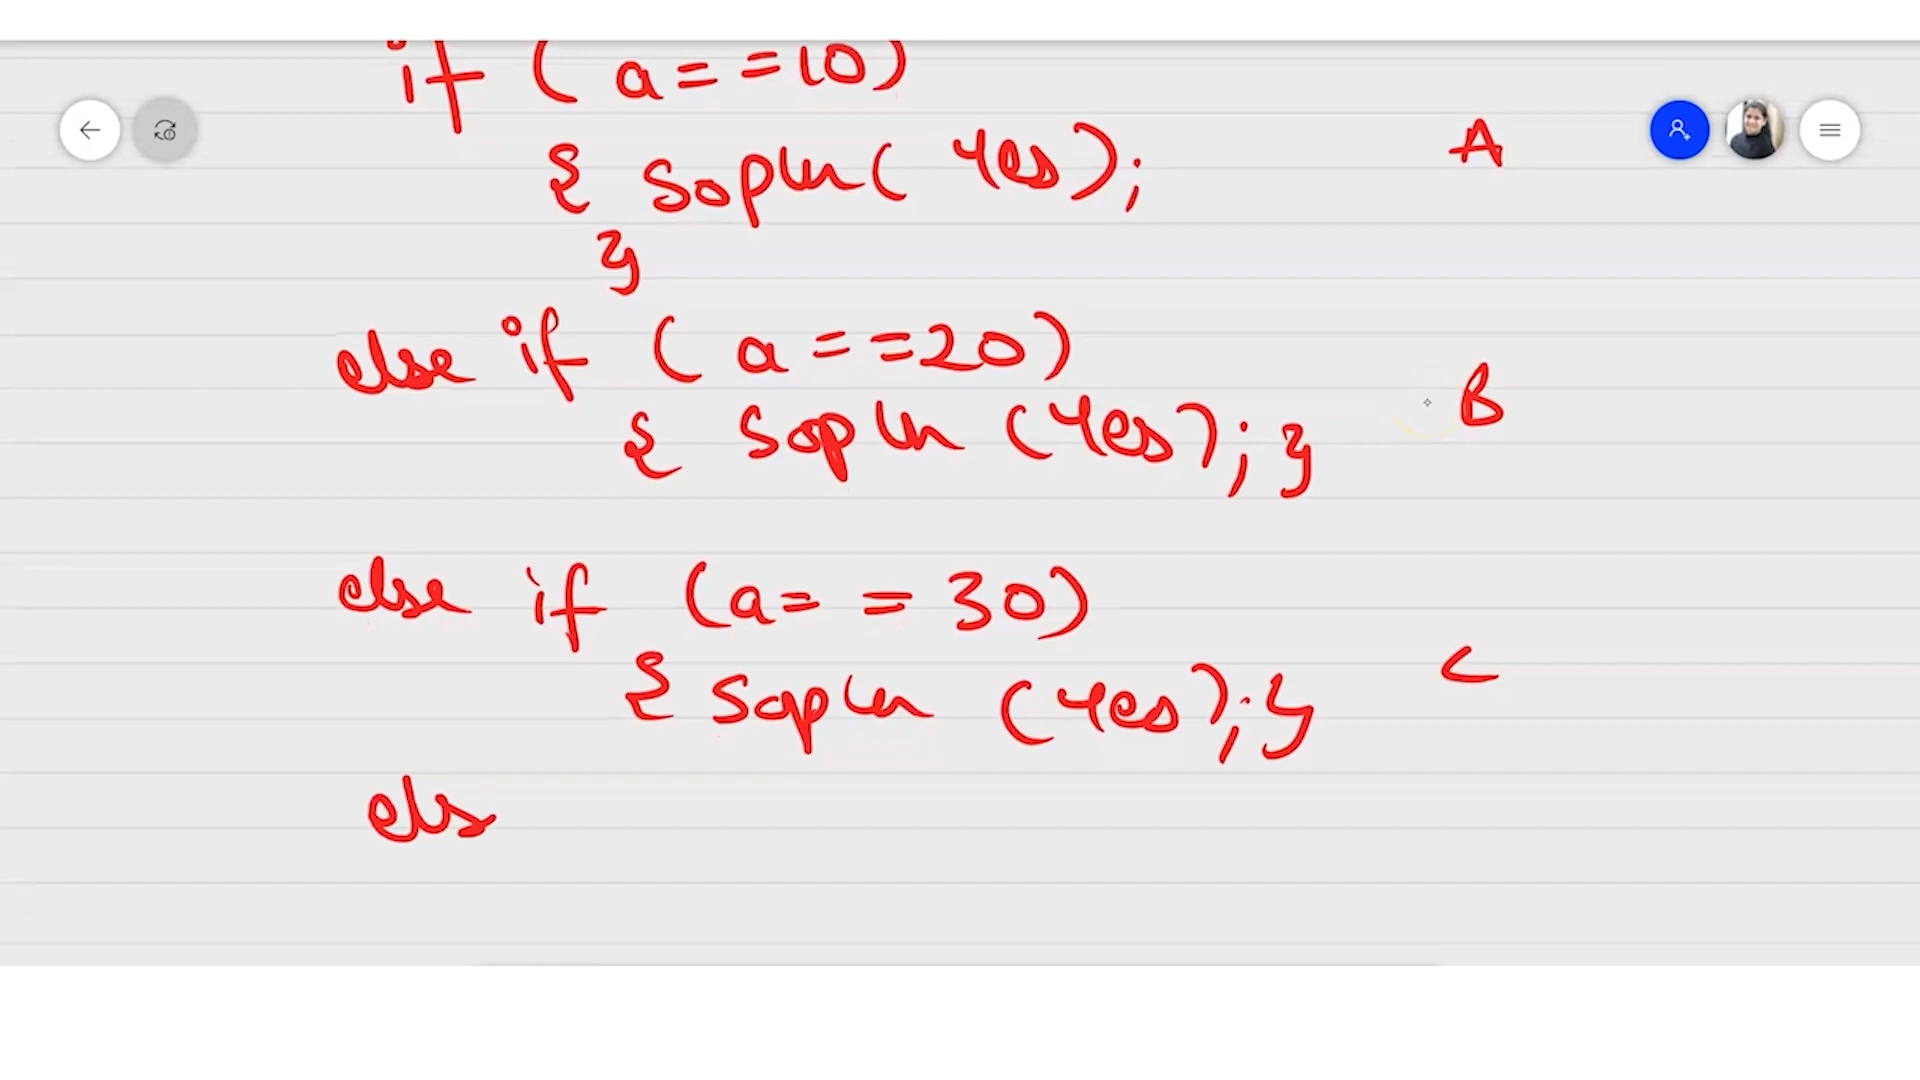 if ( a==10)
{ Sopln( Yes);
A
}
else if ( a==20)
B
{ Sopln (Yes);}
else if (a==30)
{ Sopln (Yes);}
C
els